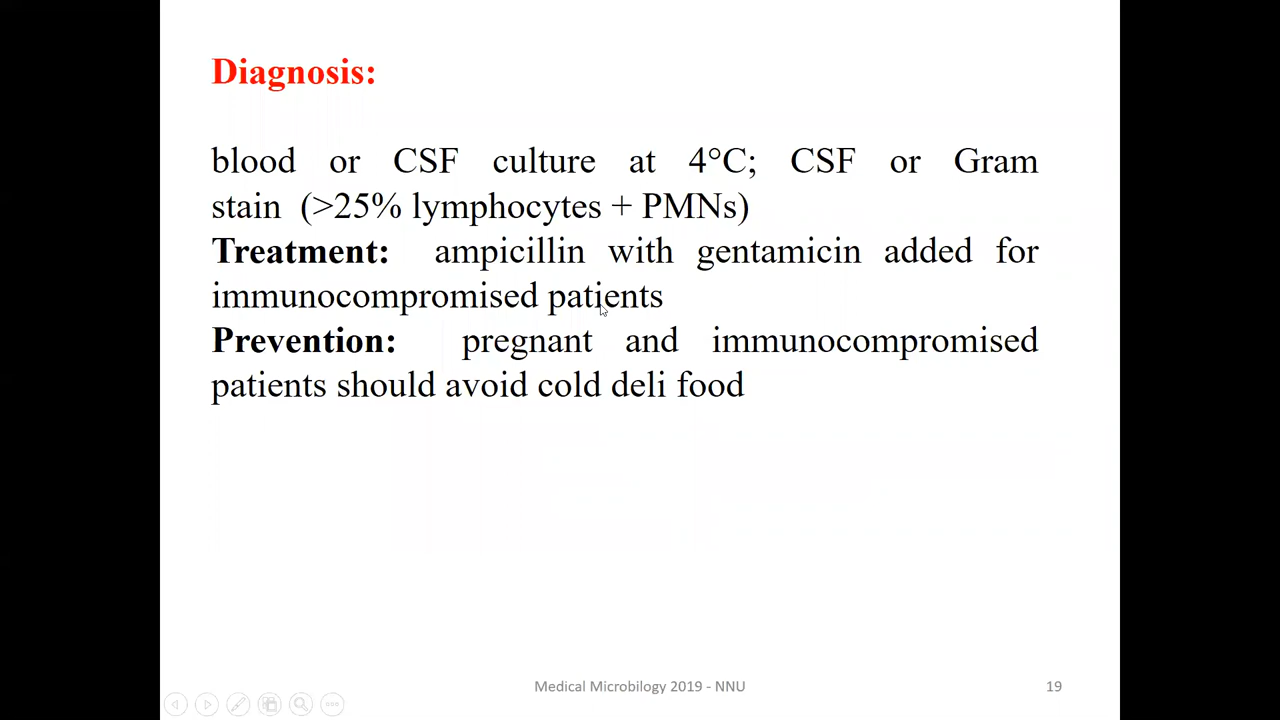 Diagnosis:
blood or CSF culture at 4°C; CSF or Gram
stain (>25% lymphocytes + PMNs)
Treatment: ampicillin with gentamicin added for
immunocompromised patients
Prevention: pregnant and immunocompromised
patients should avoid cold deli food
Medical Microbilogy 2019 - NNU
19